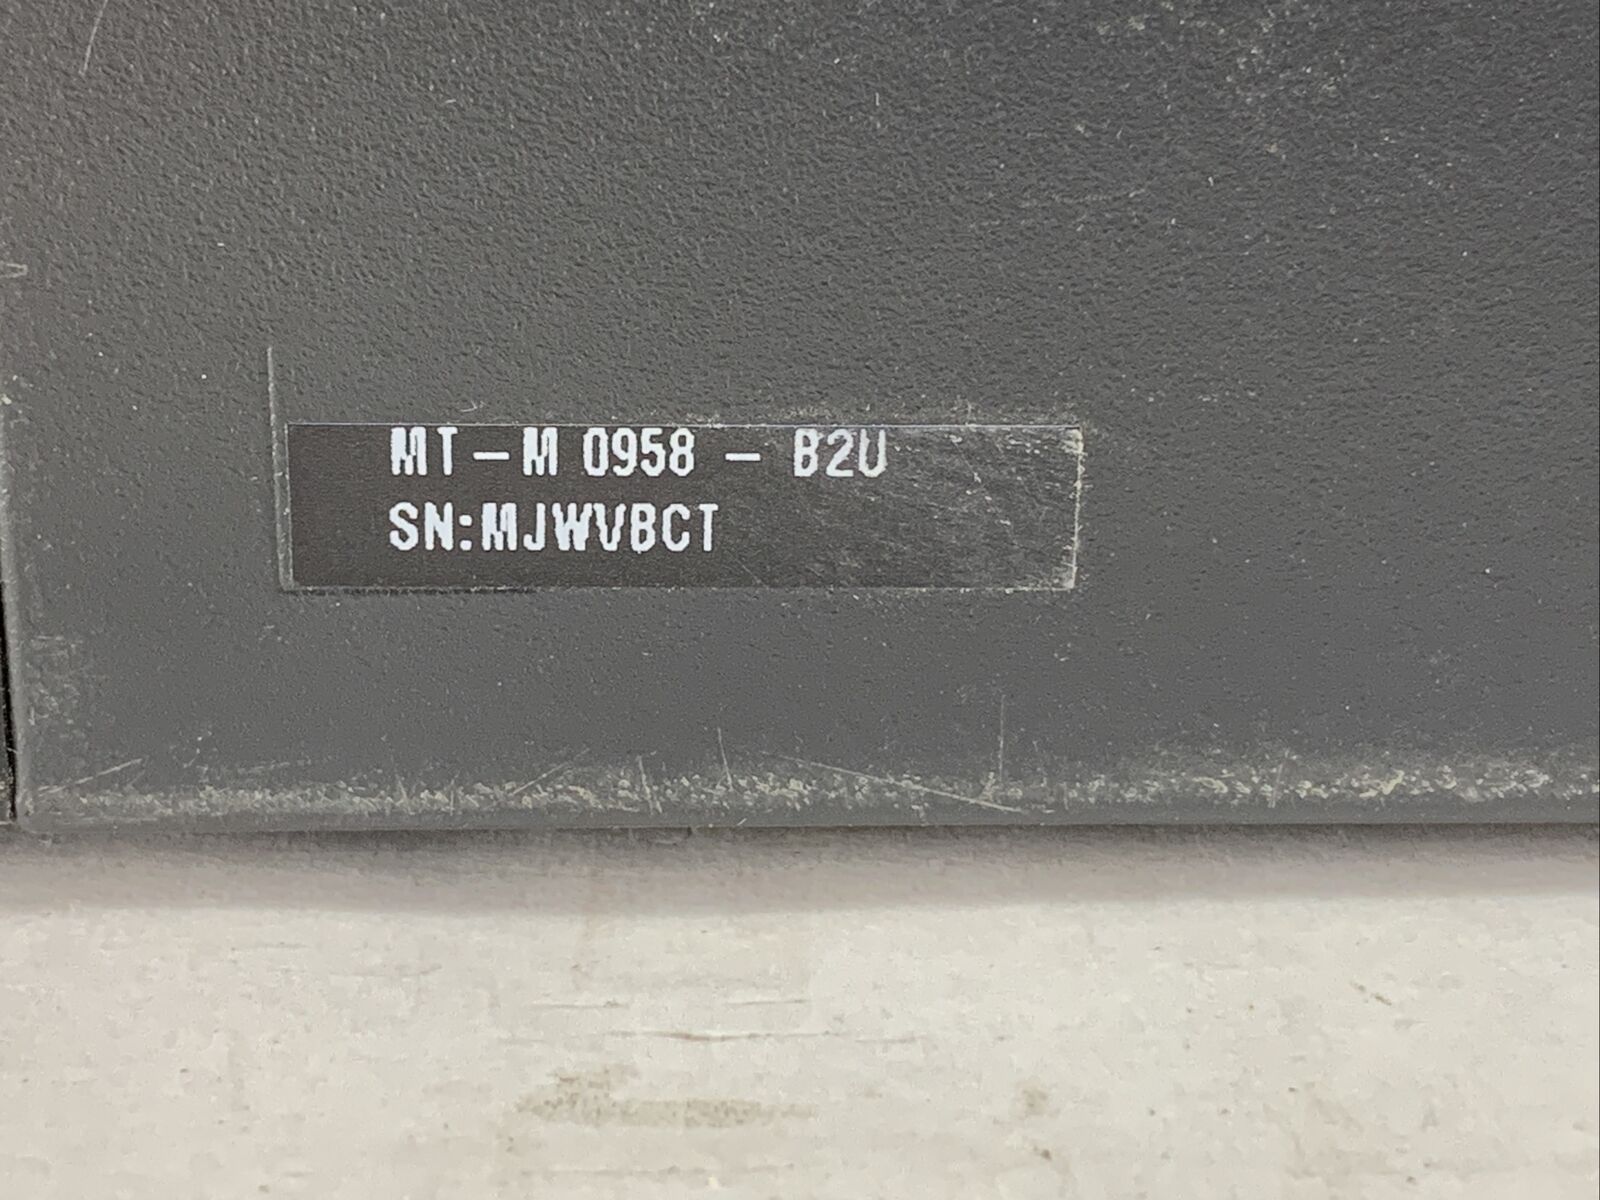 MT-M 0958 - B2U
SN:MJWVBCT